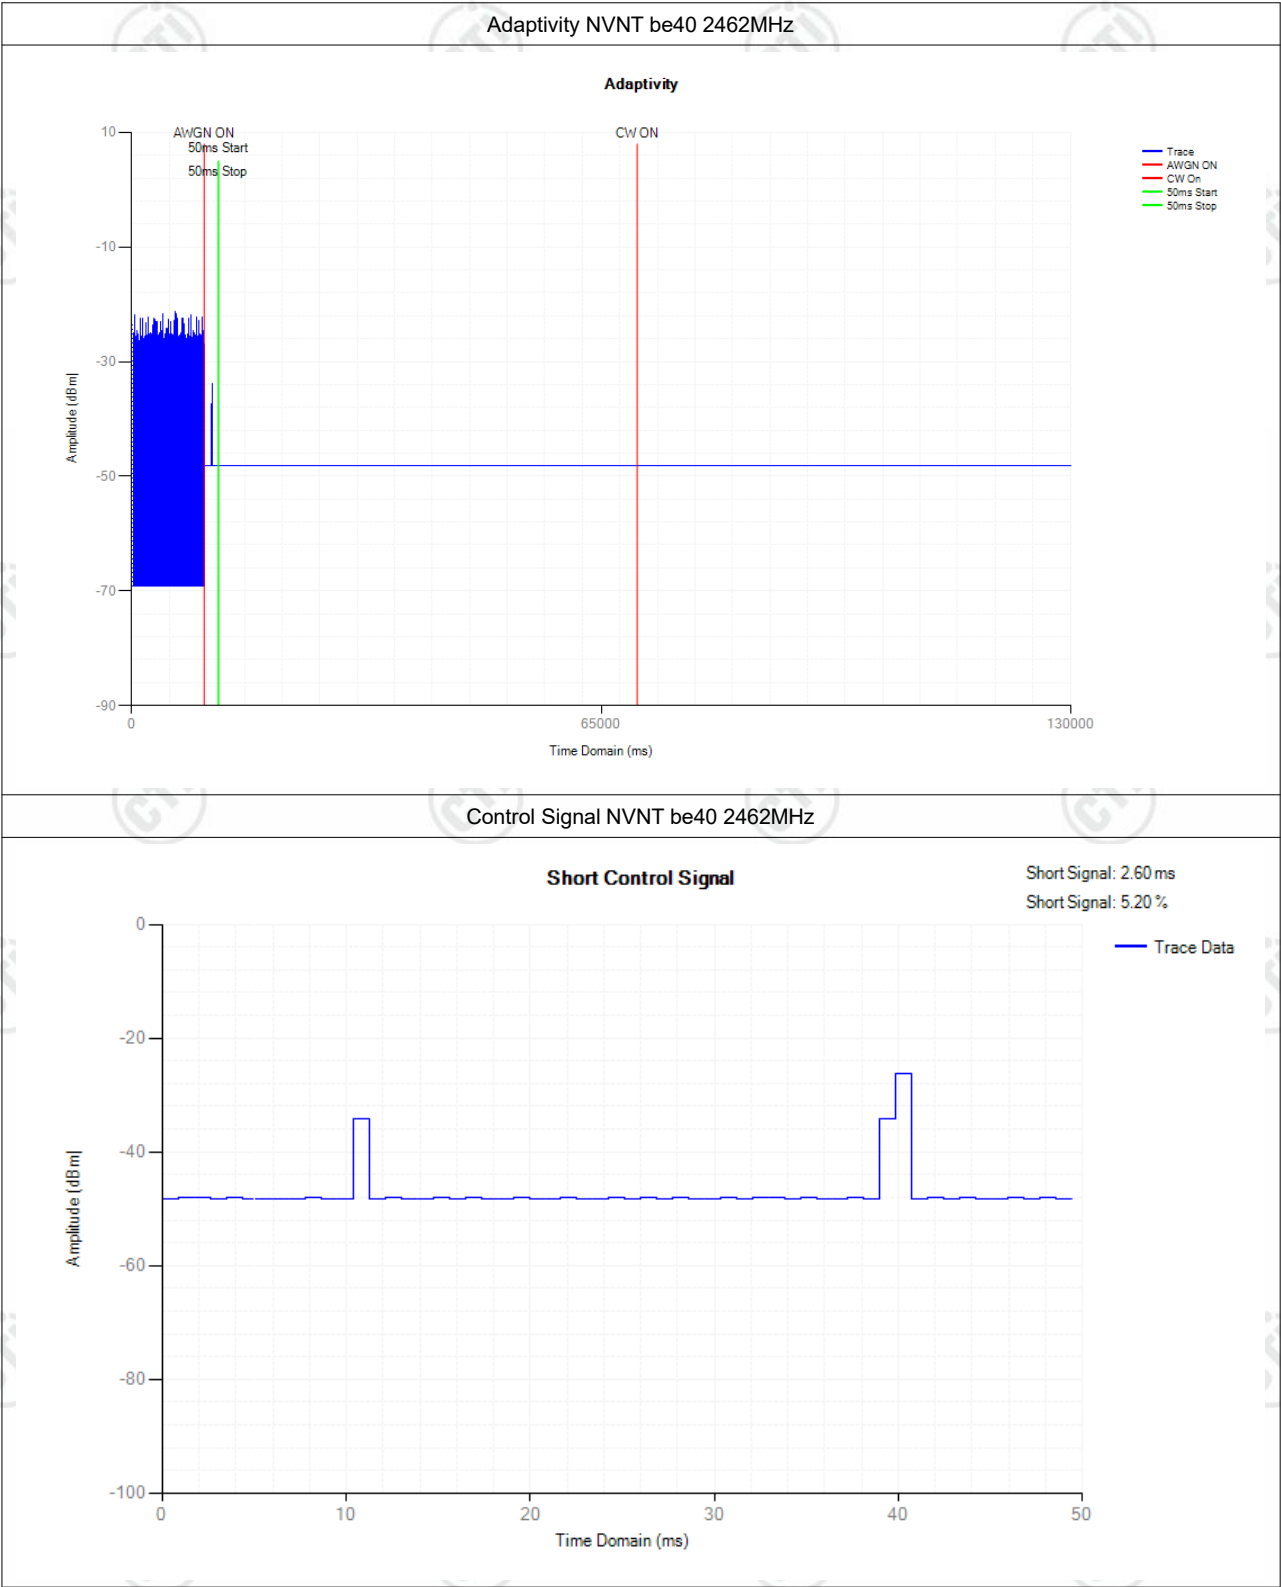 Adaptivity NVNT be40 2462MHz
Adaptivity
AWGN ON
CW ON
50ms Start
50ms Stop
Trace
AWGN ON
CW On
50ms Start
50ms Stop
10
-10
-30
-50
-70
-90
Amplitude [dBm]
0
65000
130000
Time Domain (ms)
Control Signal NVNT be40 2462MHz
Short Control Signal
Short Signal: 2.60 ms
Short Signal: 5.20 %
Trace Data
0
-20
-40
-60
-80
-100
Amplitude [dBm]
0
10
20
30
40
50
Time Domain (ms)